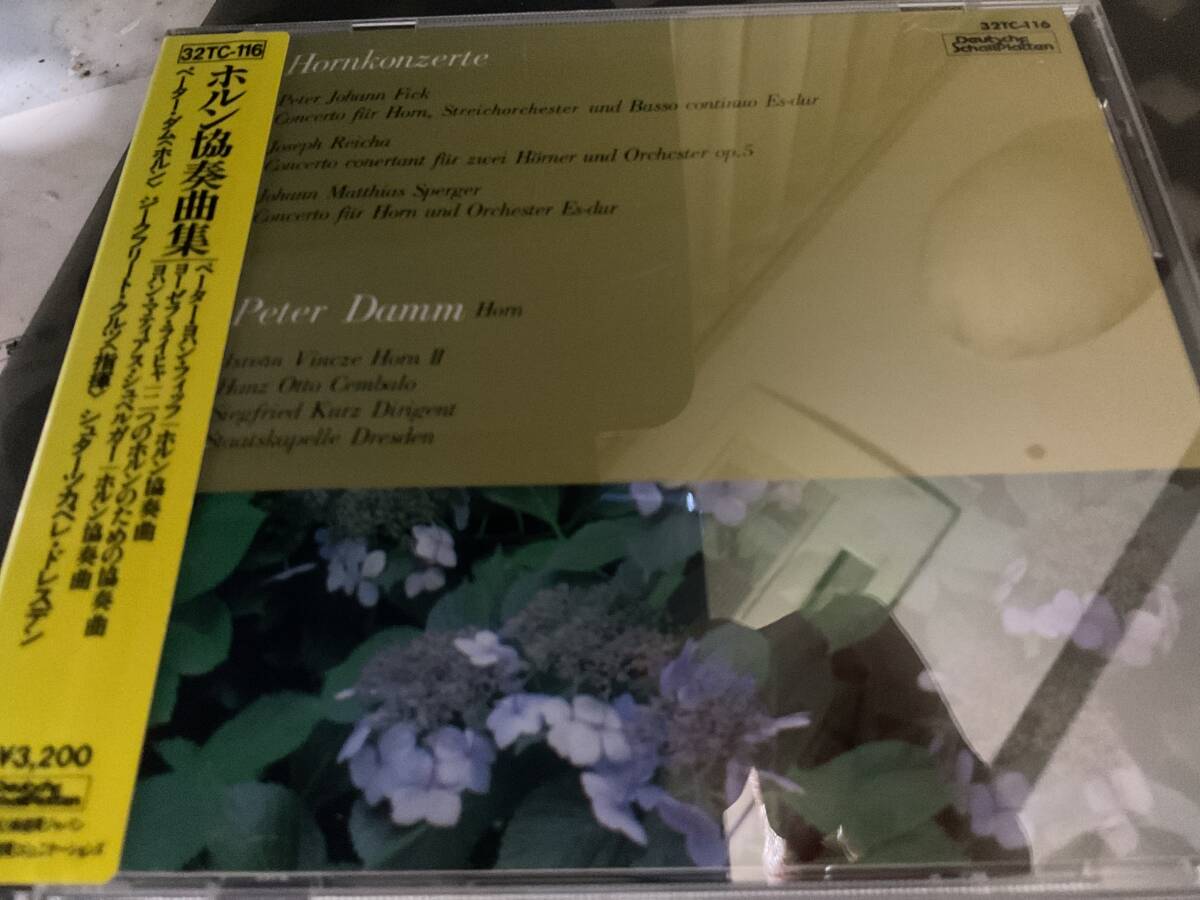 32TC-116
ホルン協奏曲集
ペーター・ヨハン・フィック|ホルン協奏曲
ヨーゼフ・ライヒャ|二つのホルンのための協奏曲
ヨハン・マティアス・シュペルガー|ホルン協奏曲
ペーター・ダム〈ホルン〉 ジークフリート・クルツ〈指揮〉 シュターツカペレ・ドレスデン
¥3,200
32TC-116
Deutsche
SchallPlatten
Hornkonzerte
Peter Johann Fick
Concerto für Horn, Streichorchester und Basso continuo Es-dur
Joseph Reicha
Concerto conertant für zwei Hörner und Orchester op.5
Johann Matthias Sperger
Concerto für Horn und Orchester Es-dur
Peter Damm Horn
Vincze Horn II
Hanz Otto Cembalo
Siegfried Kurz Dirigent
Staatskapelle Dresden